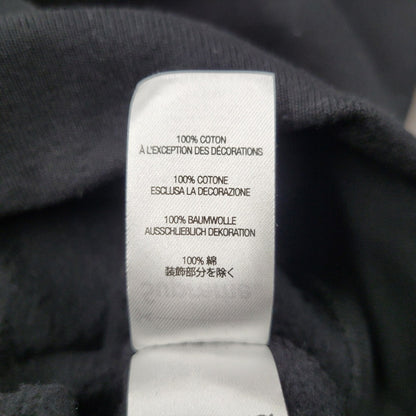 100% COTON
À L'EXCEPTION DES DÉCORATIONS
100% COTONE
ESCLUSA LA DECORAZIONE
100% BAUMWOLLE
AUSSCHLIEßLICH DEKORATION
100% 綿
装飾部分を除く